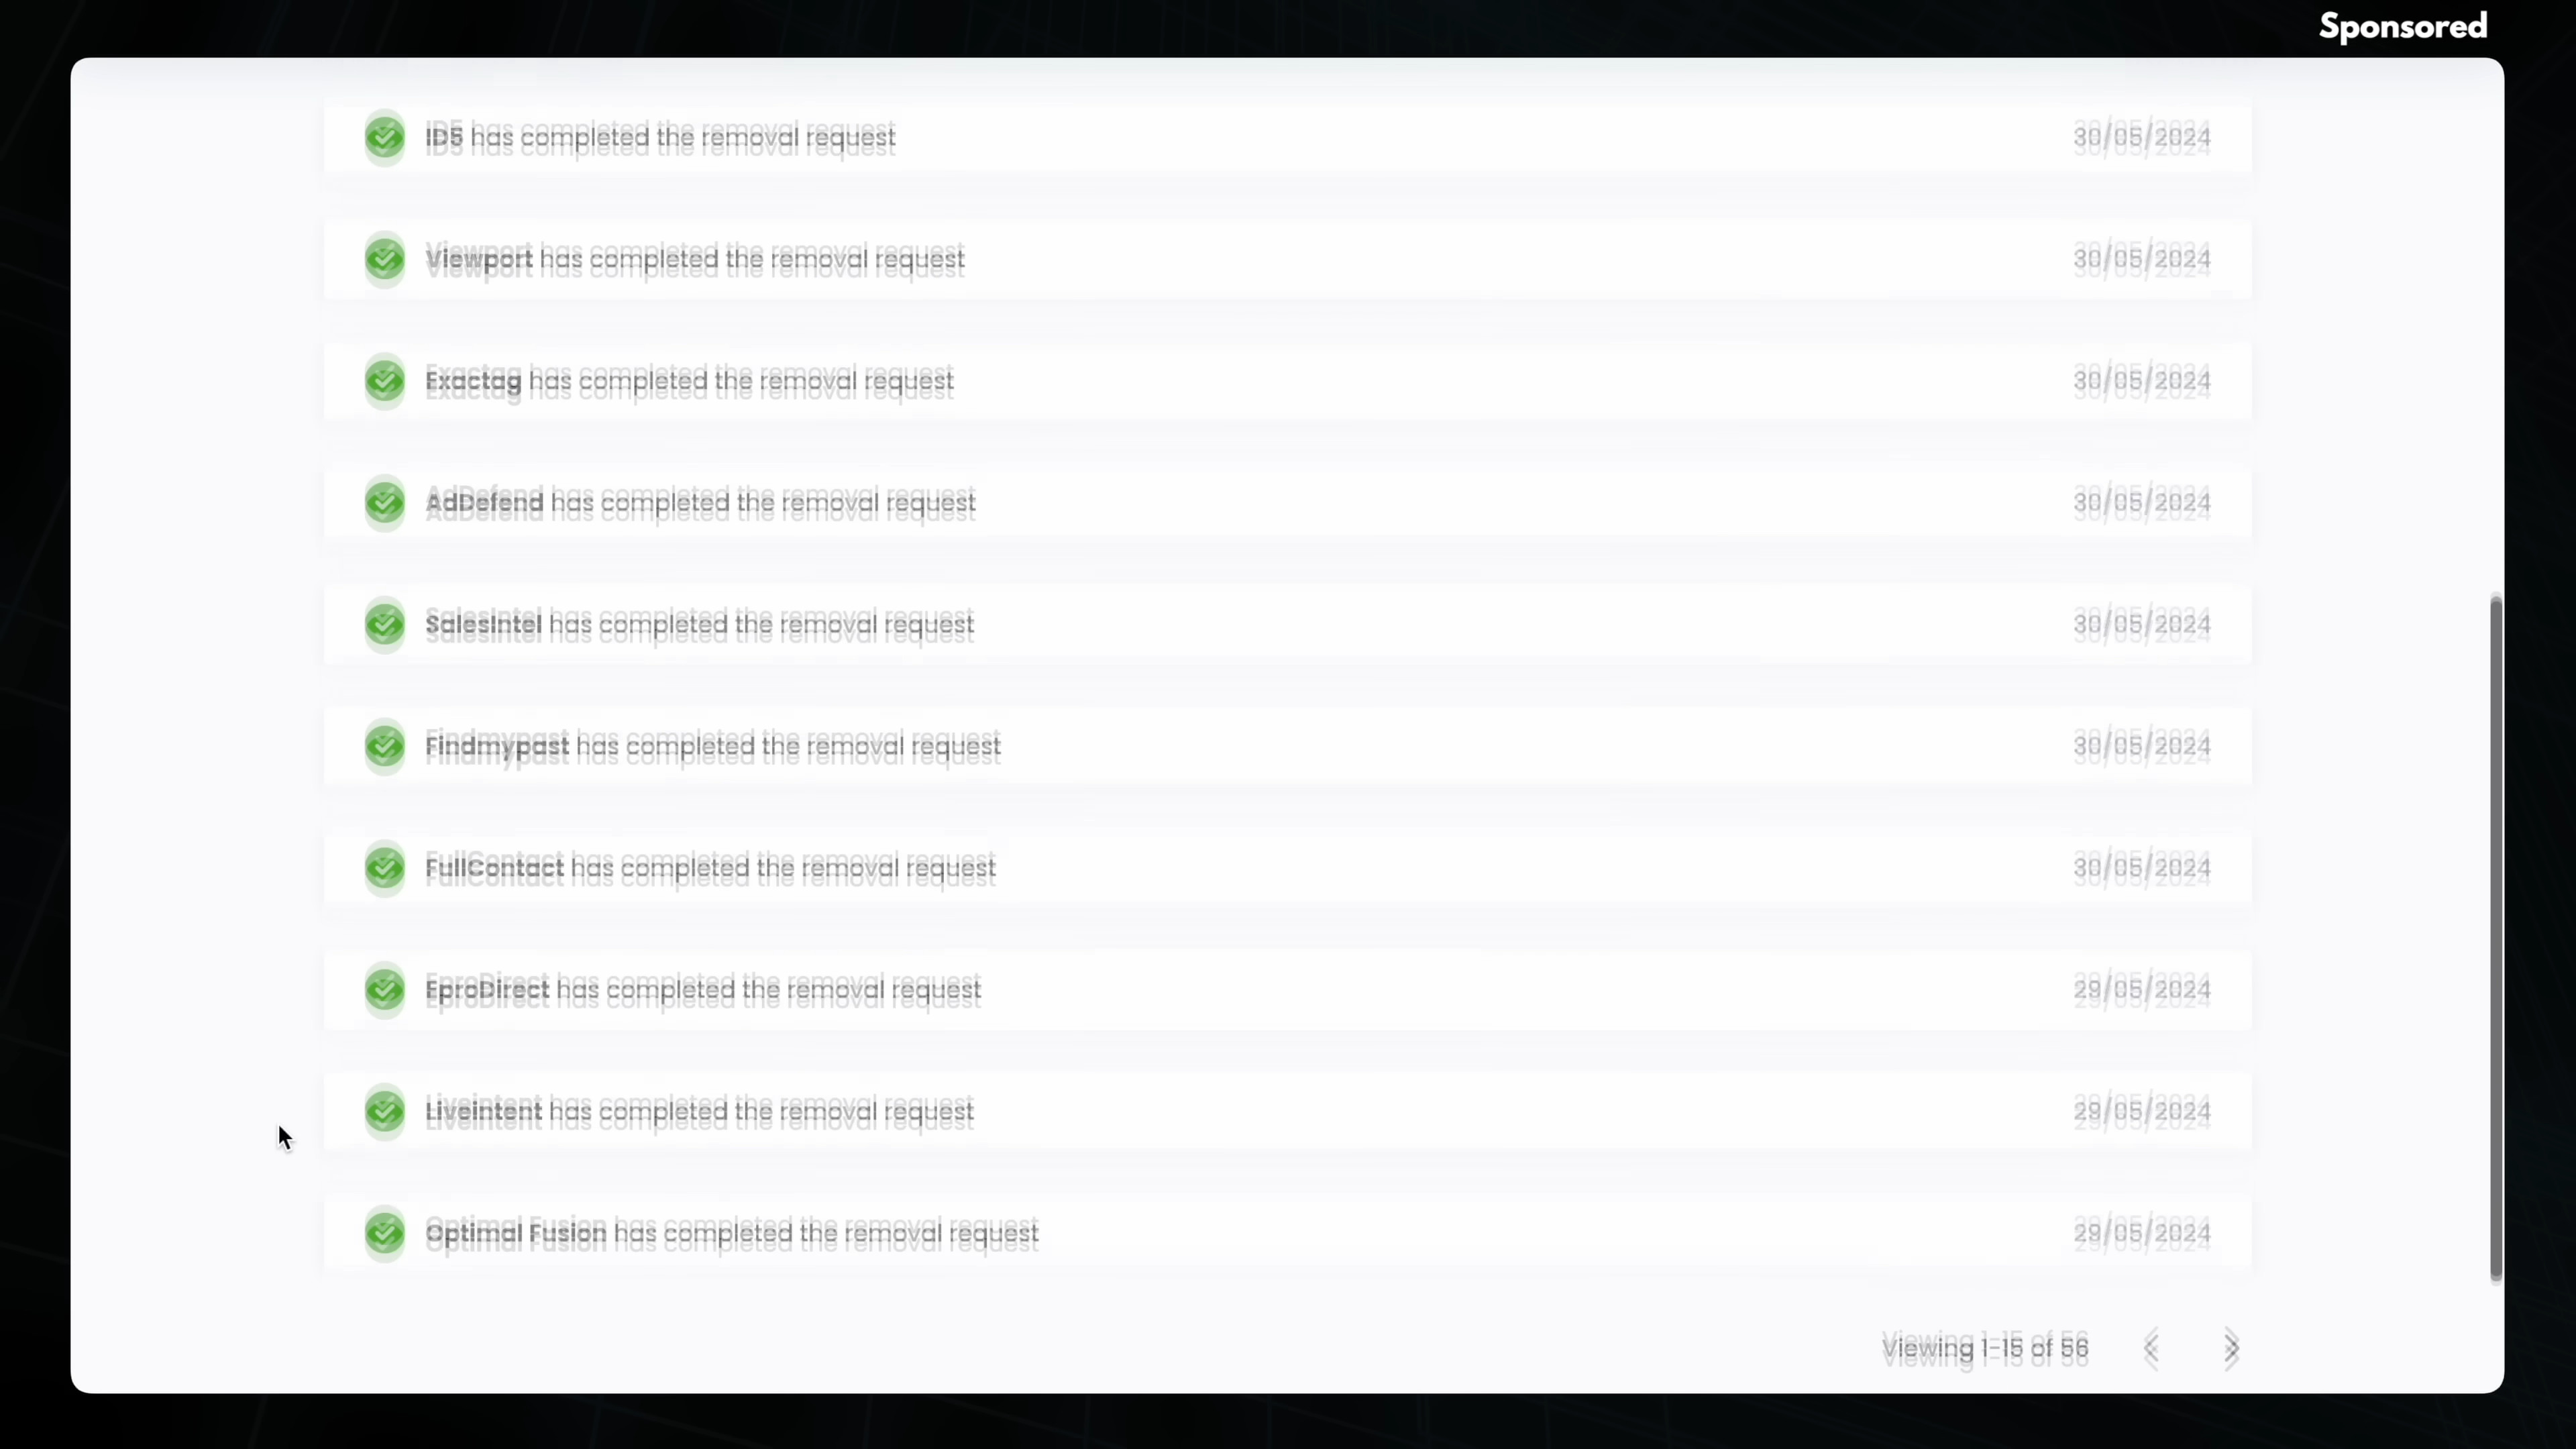 Sponsored
ID5 has completed the removal request 30/05/2024
Viewport has completed the removal request 30/05/2024
Exactag has completed the removal request 30/05/2024
AdDefend has completed the removal request 30/05/2024
SalesIntel has completed the removal request 30/05/2024
Findmypast has completed the removal request 30/05/2024
FullContact has completed the removal request 30/05/2024
EproDirect has completed the removal request 29/05/2024
Liveintent has completed the removal request 29/05/2024
Optimal Fusion has completed the removal request 29/05/2024
Viewing 1-15 of 56